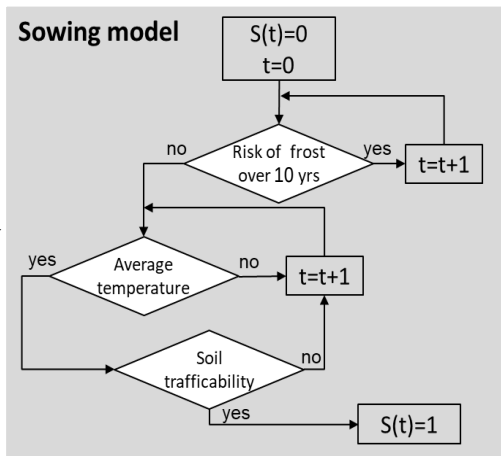 Sowing model
S(t)=0
t=0
Risk of frost
over 10 yrs
no
yes
t=t+1
Average
temperature
yes
no
t=t+1
Soil
trafficability
no
yes
S(t)=1